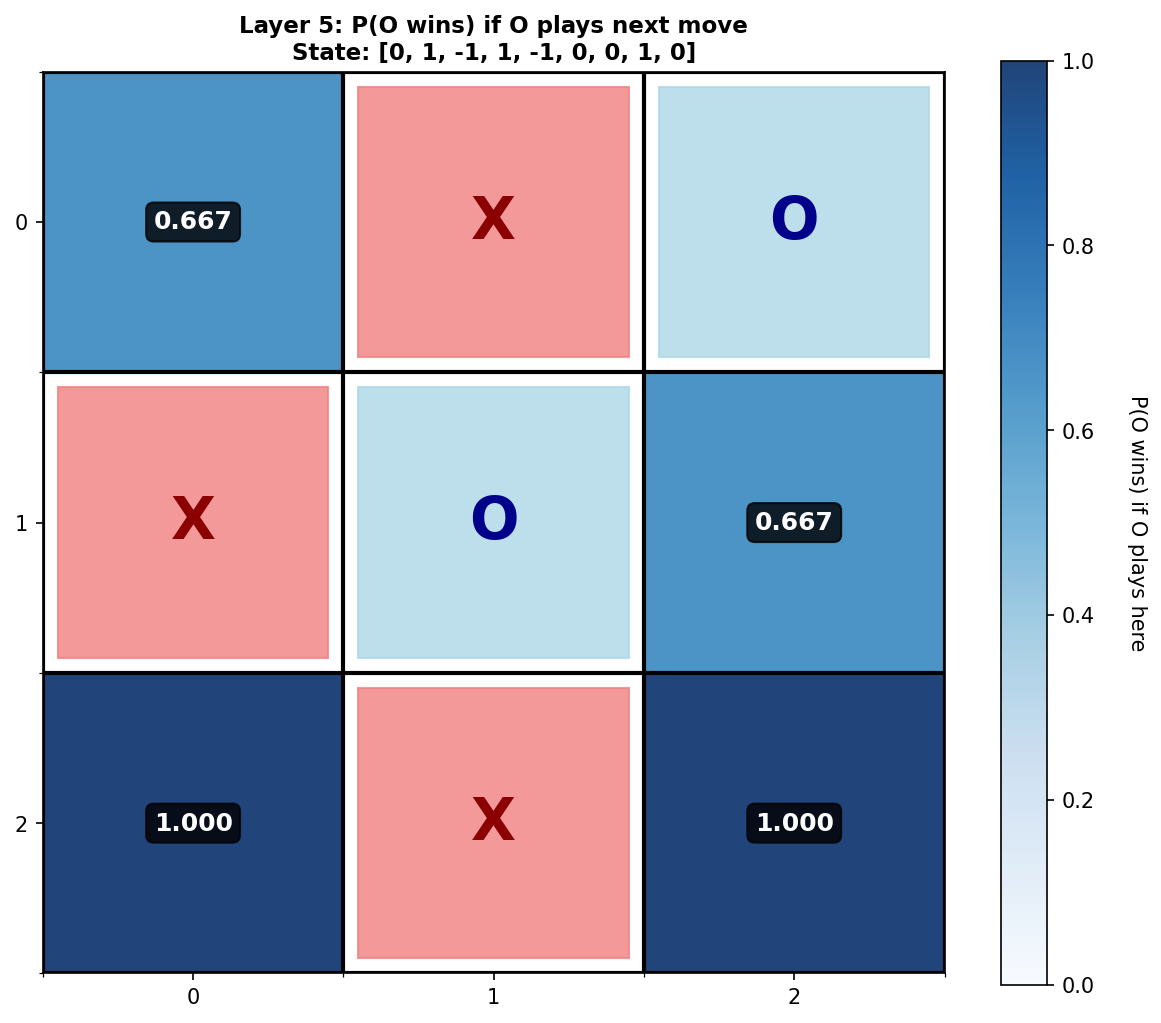 Layer 5: P(O wins) if O plays next move
State: [0, 1, -1, 1, -1, 0, 0, 1, 0]
0
0.667
X
O
1
X
O
0.667
2
1.000
X
1.000
0
1
2
1.0
0.8
0.6
0.4
0.2
0.0
P(O wins) if O plays here